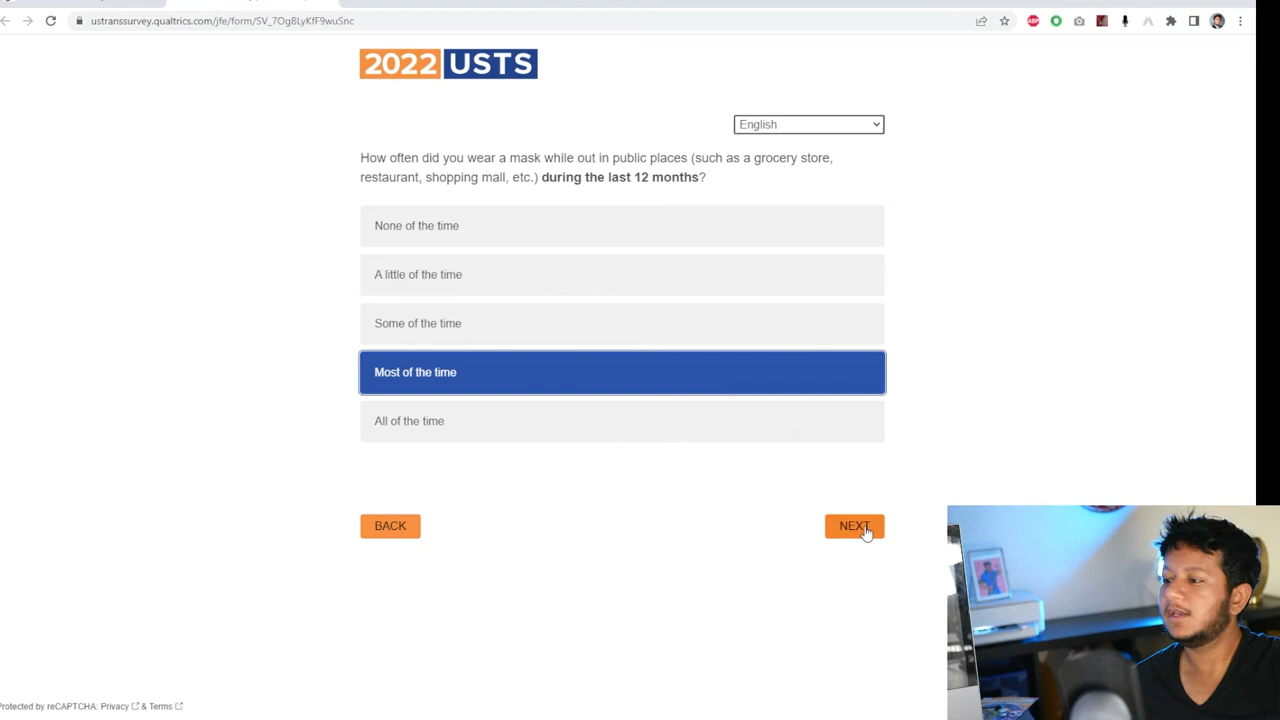 ustranssurvey.qualtrics.com/jfe/form/SV_7Og8LyKfF9wuSnc
2022 USTS
English
How often did you wear a mask while out in public places (such as a grocery store,
restaurant, shopping mall, etc.) during the last 12 months?
None of the time
A little of the time
Some of the time
Most of the time
All of the time
BACK
NEXT
Protected by reCAPTCHA: Privacy & Terms